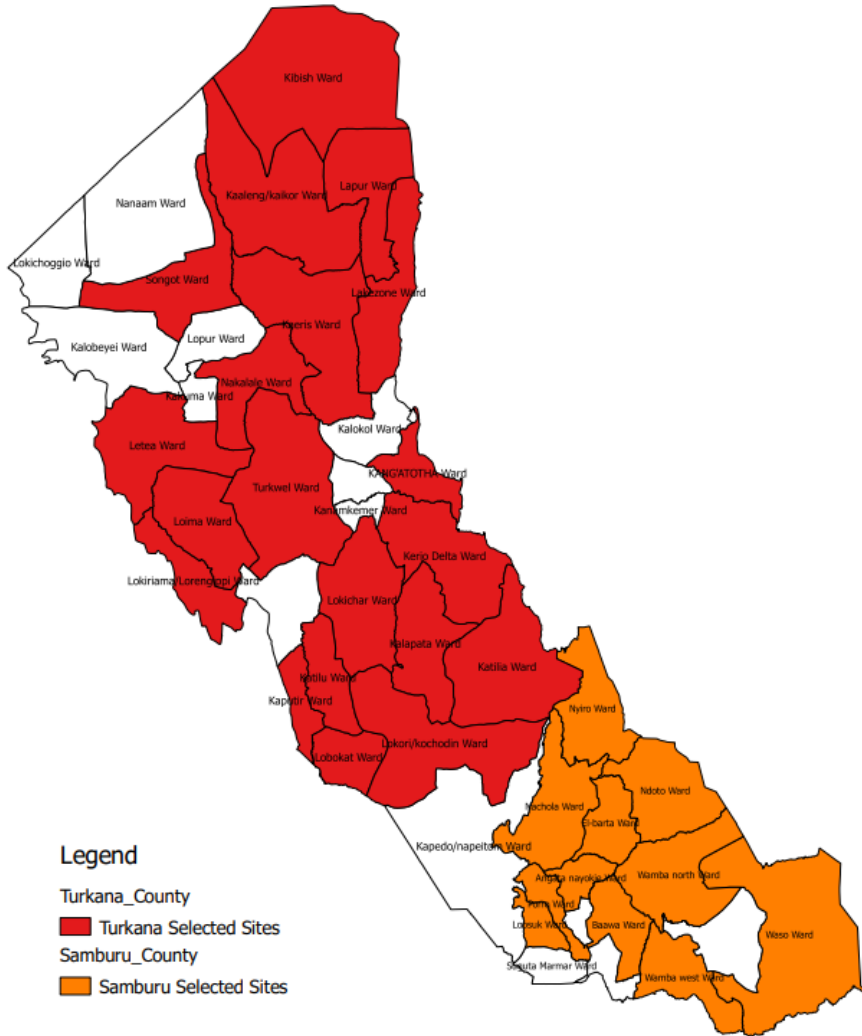 Kibish Ward
Kaaleng/kaikor Ward
Lapur Ward
Nanaam Ward
Lokichoggio Ward
Songot Ward
Lakezone Ward
Kaeris Ward
Lopur Ward
Kalobeyei Ward
Nakalale Ward
Kakuma Ward
Kalokol Ward
Letea Ward
KANG'ATOTHA Ward
Turkwel Ward
Kanamkemer Ward
Loima Ward
Kerio Delta Ward
Lokiriama/Lorengippi Ward
Lokichar Ward
Kalapata Ward
Katilia Ward
Katilu Ward
Kaputir Ward
Nyiro Ward
Lokori/kochodin Ward
Lobokat Ward
Ndoto Ward
Nachola Ward
El-barta Ward
Kapedo/napeitom Ward
Angata nayokie Ward
Wamba north Ward
Porro Ward
Loosuk Ward
Baawa Ward
Waso Ward
Suguta Marmar Ward
Wamba west Ward
Legend
Turkana_County
Turkana Selected Sites
Samburu_County
Samburu Selected Sites